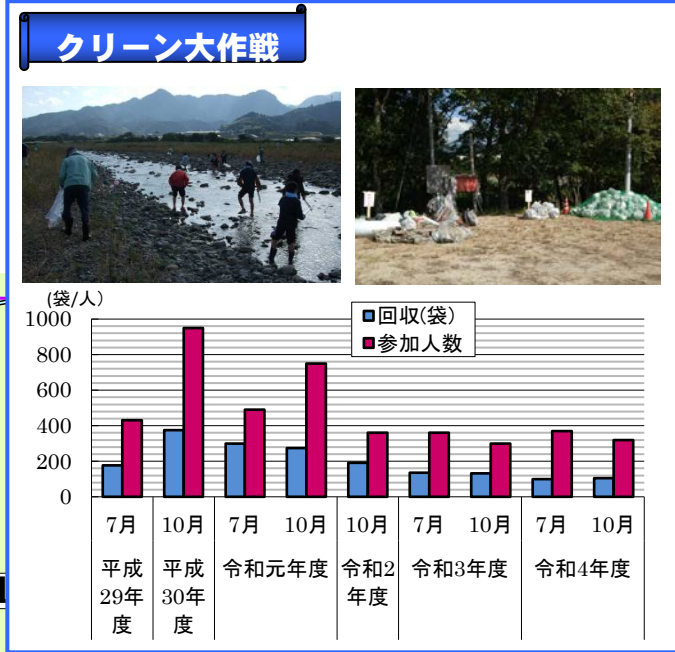 クリーン大作戦
(袋/人)
回収(袋)
参加人数
1000
800
600
400
200
0
7月 10月 7月 10月 10月 7月 10月 7月 10月
平成 平成 令和元年度 令和2 令和3年度 令和4年度
29年 30年 年度
度 度